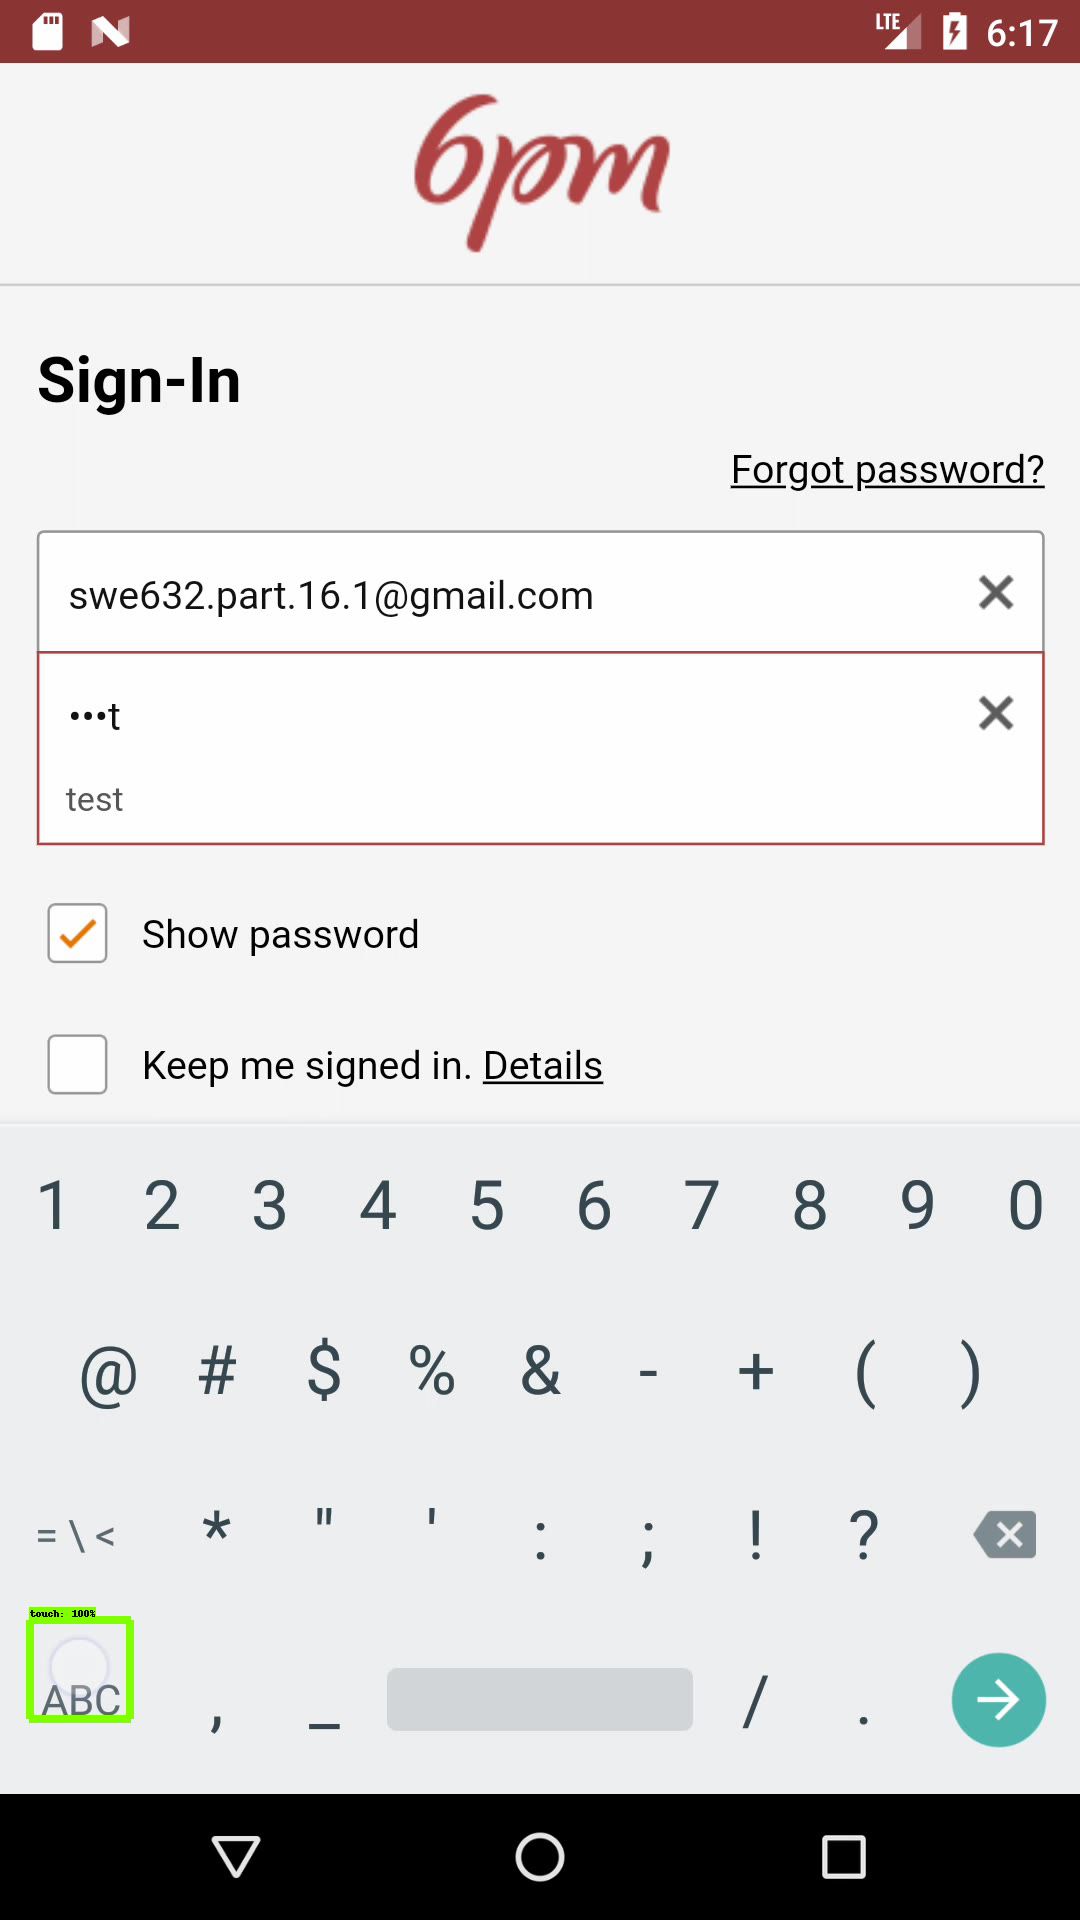 LTE 6:17
6pm
Sign-In
Forgot password?
swe632.part.16.1@gmail.com
•••t
test
Show password
Keep me signed in. Details
1 2 3 4 5 6 7 8 9 0
@ # $ % & - + ( )
= \ < * " ' : ; ! ?
touch: 100%
ABC , _ / .